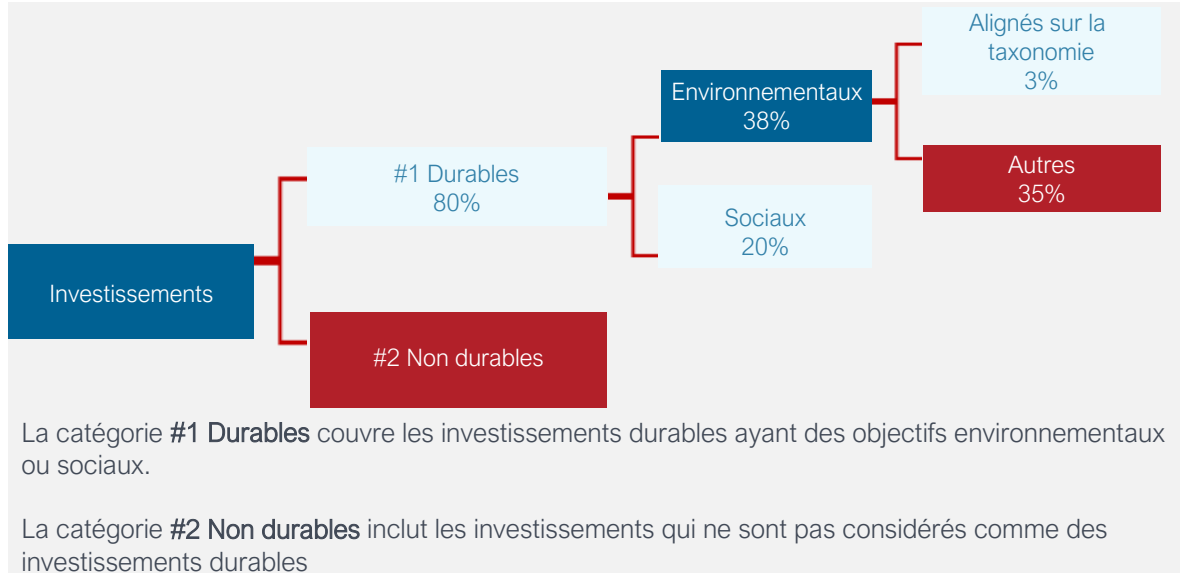 Alignés sur la
taxonomie
3%
Environnementaux
38%
#1 Durables
80%
Autres
35%
Sociaux
20%
Investissements
#2 Non durables
La catégorie #1 Durables couvre les investissements durables ayant des objectifs environnementaux
ou sociaux.
La catégorie #2 Non durables inclut les investissements qui ne sont pas considérés comme des
investissements durables